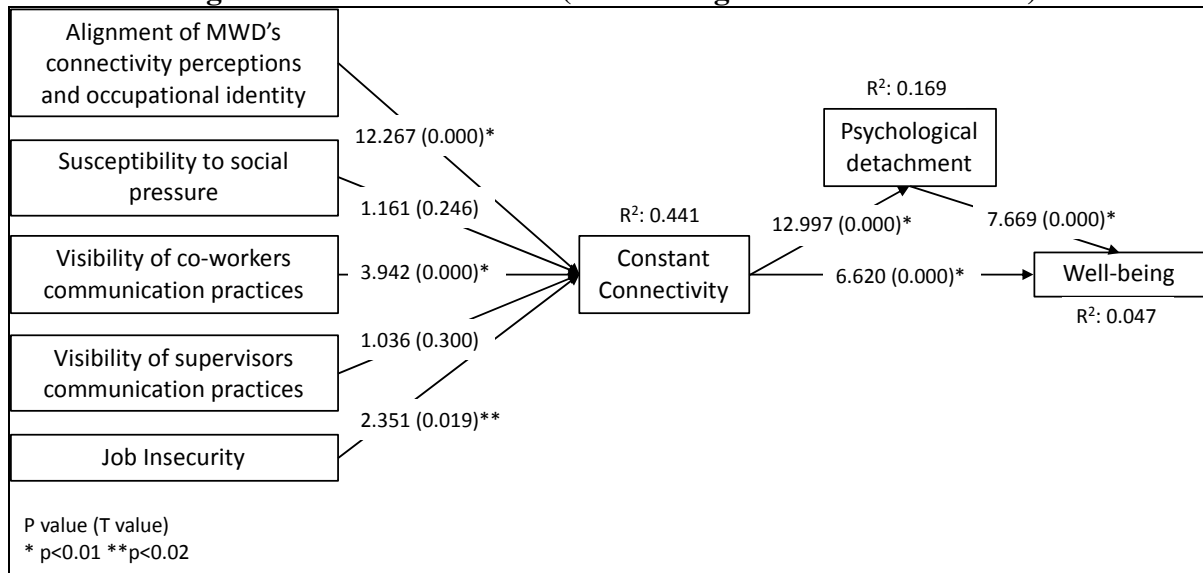 Alignment of MWD's
connectivity perceptions
and occupational identity
12.267 (0.000)*
Susceptibility to social
pressure
1.161 (0.246)
Visibility of co-workers
communication practices
3.942 (0.000)*
Visibility of supervisors
communication practices
1.036 (0.300)
Job Insecurity
2.351 (0.019)**
R²: 0.441
Constant
Connectivity
R²: 0.169
Psychological
detachment
12.997 (0.000)*
7.669 (0.000)*
6.620 (0.000)*
Well-being
R²: 0.047
P value (T value)
* p<0.01 **p<0.02